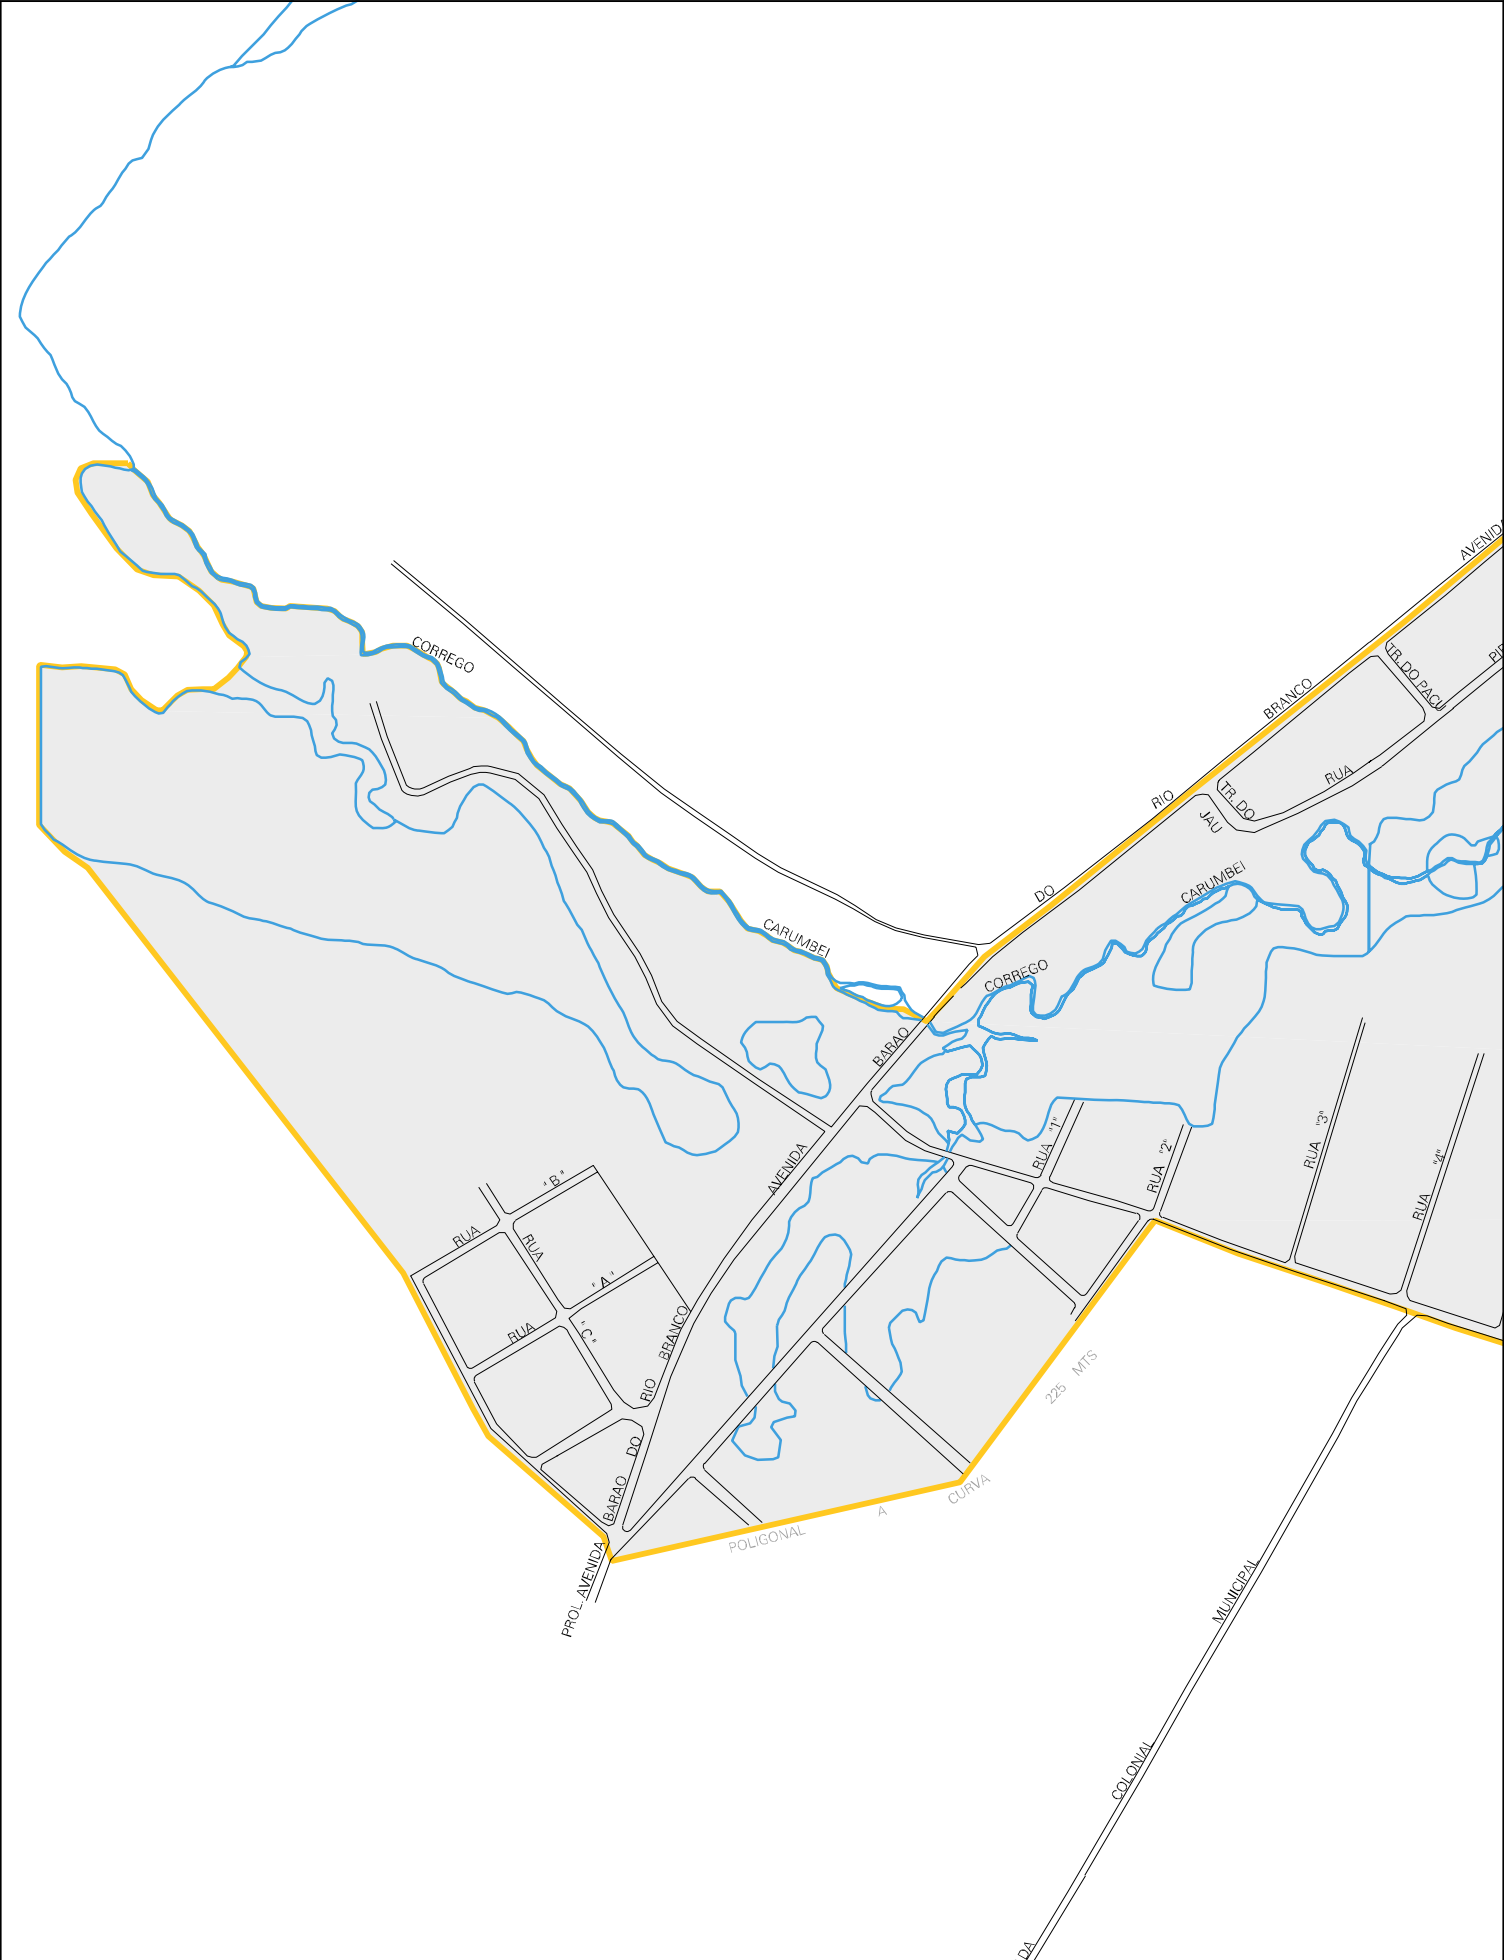 AVENIDA
CORREGO
TR. DO PACU
BRANCO
RUA
RIO
TR. DO
JAU
CARUMBEI
DO
CARUMBEI
CORREGO
BARAO
RUA "1"
RUA "2"
RUA "3"
RUA "4"
AVENIDA
RUA "B"
RUA
"A"
RUA
"C"
BRANCO
RIO
DO
BARAO
225 MTS
CURVA
A
POLIGONAL
PROL. AVENIDA
MUNICIPAL
COLONIAL
DA